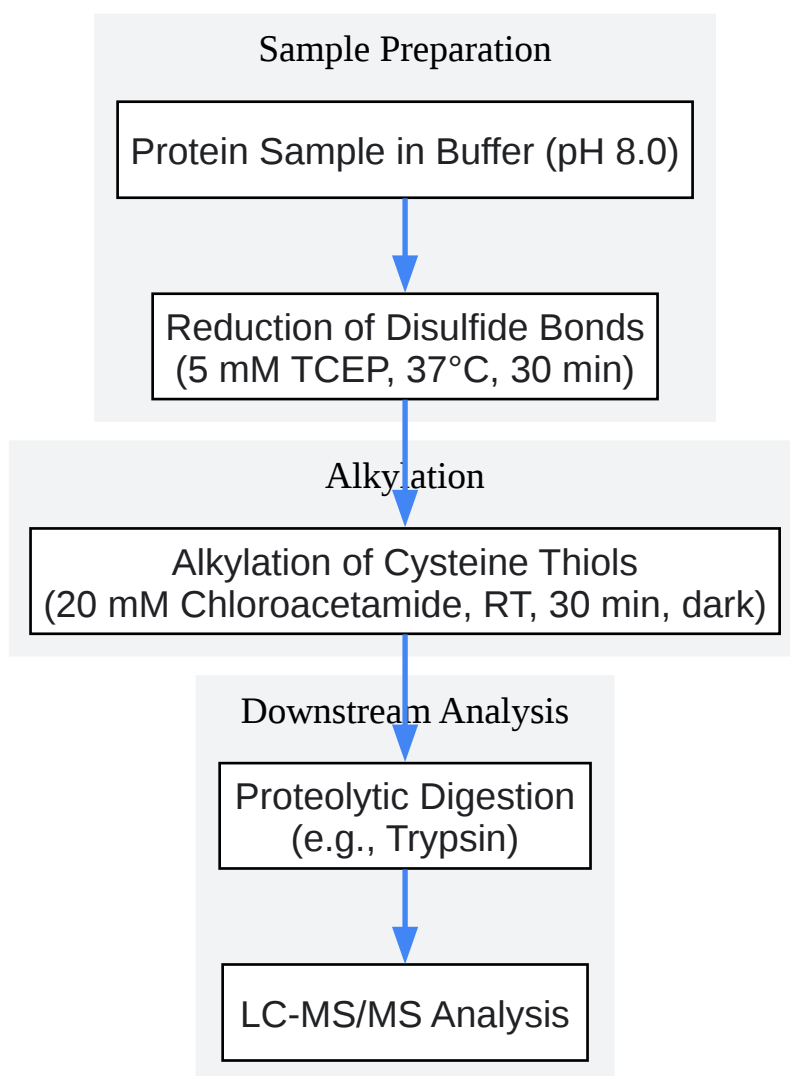 Sample Preparation
Protein Sample in Buffer (pH 8.0)
Reduction of Disulfide Bonds
(5 mM TCEP, 37°C, 30 min)
Alkylation
Alkylation of Cysteine Thiols
(20 mM Chloroacetamide, RT, 30 min, dark)
Downstream Analysis
Proteolytic Digestion
(e.g., Trypsin)
LC-MS/MS Analysis